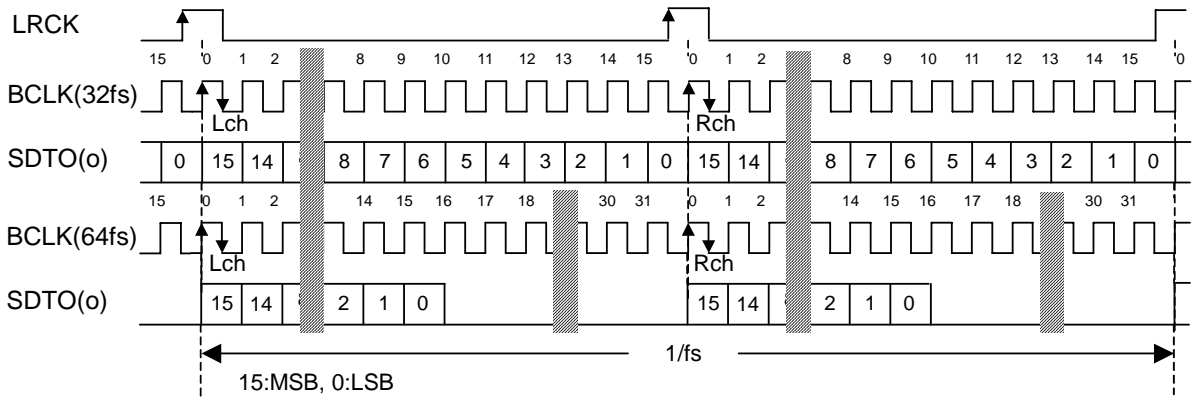 LRCK
15 0 1 2 8 9 10 11 12 13 14 15 0 1 2 8 9 10 11 12 13 14 15 0
BCLK(32fs)
Lch Rch
SDTO(o) 0 15 14 8 7 6 5 4 3 2 1 0 15 14 8 7 6 5 4 3 2 1 0
15 0 1 2 14 15 16 17 18 30 31 0 1 2 14 15 16 17 18 30 31
BCLK(64fs)
Lch Rch
SDTO(o) 15 14 2 1 0 15 14 2 1 0
1/fs
15:MSB, 0:LSB